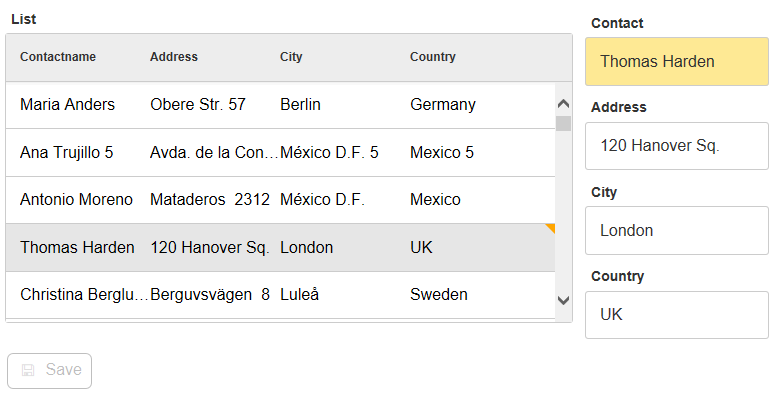 List
Contactname Address City Country
Maria Anders Obere Str. 57 Berlin Germany
Ana Trujillo 5 Avda. de la Con... México D.F. 5 Mexico 5
Antonio Moreno Mataderos  2312 México D.F. Mexico
Thomas Harden 120 Hanover Sq. London UK
Christina Berglu... Berguvsvägen  8 Luleå Sweden
Save
Contact
Thomas Harden
Address
120 Hanover Sq.
City
London
Country
UK